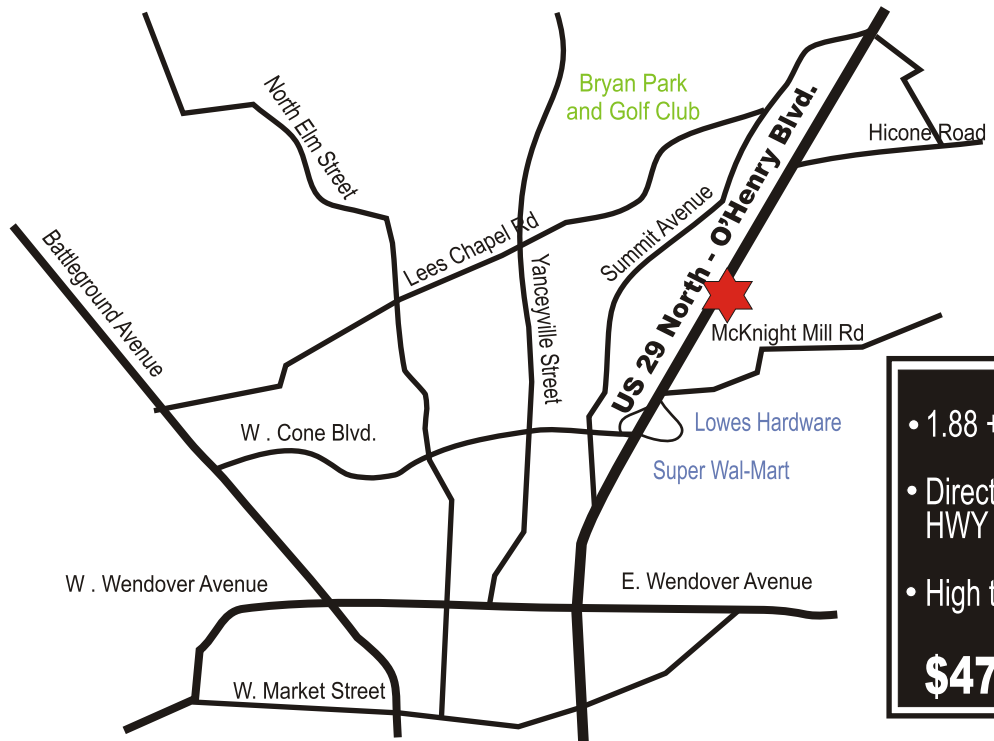 Bryan Park
and Golf Club
North Elm Street
Hicone Road
US 29 North - O'Henry Blvd.
Summit Avenue
Lees Chapel Rd
Battleground Avenue
Yanceyville Street
McKnight Mill Rd
W . Cone Blvd.
Lowes Hardware
Super Wal-Mart
W . Wendover Avenue
E. Wendover Avenue
W. Market Street
• 1.88 +
• Direct
HWY
• High t
$47